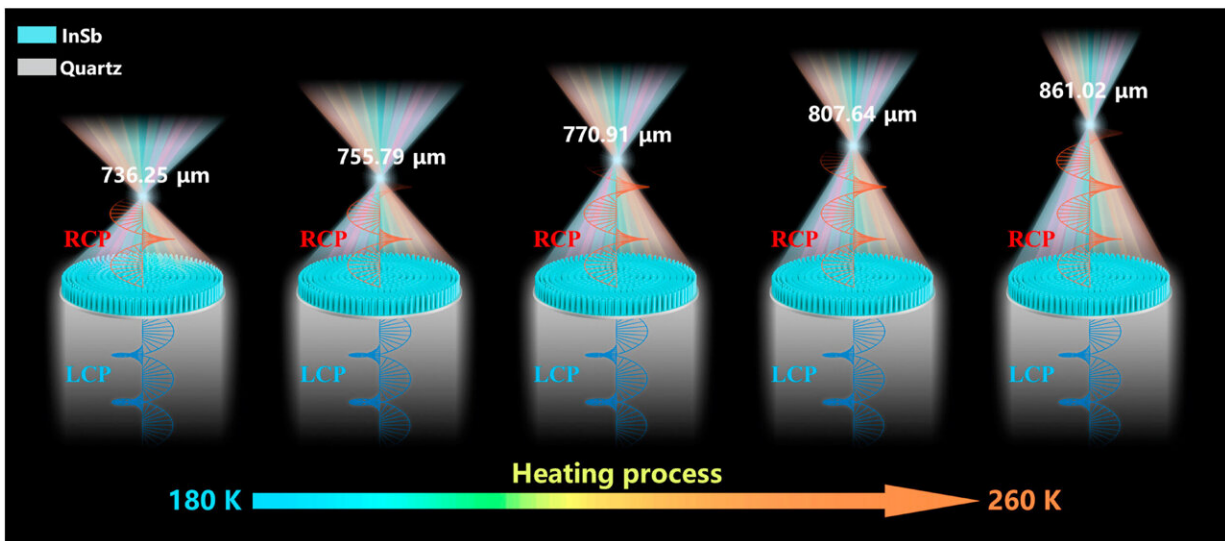 InSb
Quartz
736.25 µm
755.79 µm
770.91 µm
807.64 µm
861.02 µm
RCP
RCP
RCP
RCP
RCP
LCP
LCP
LCP
LCP
LCP
Heating process
180 K
260 K